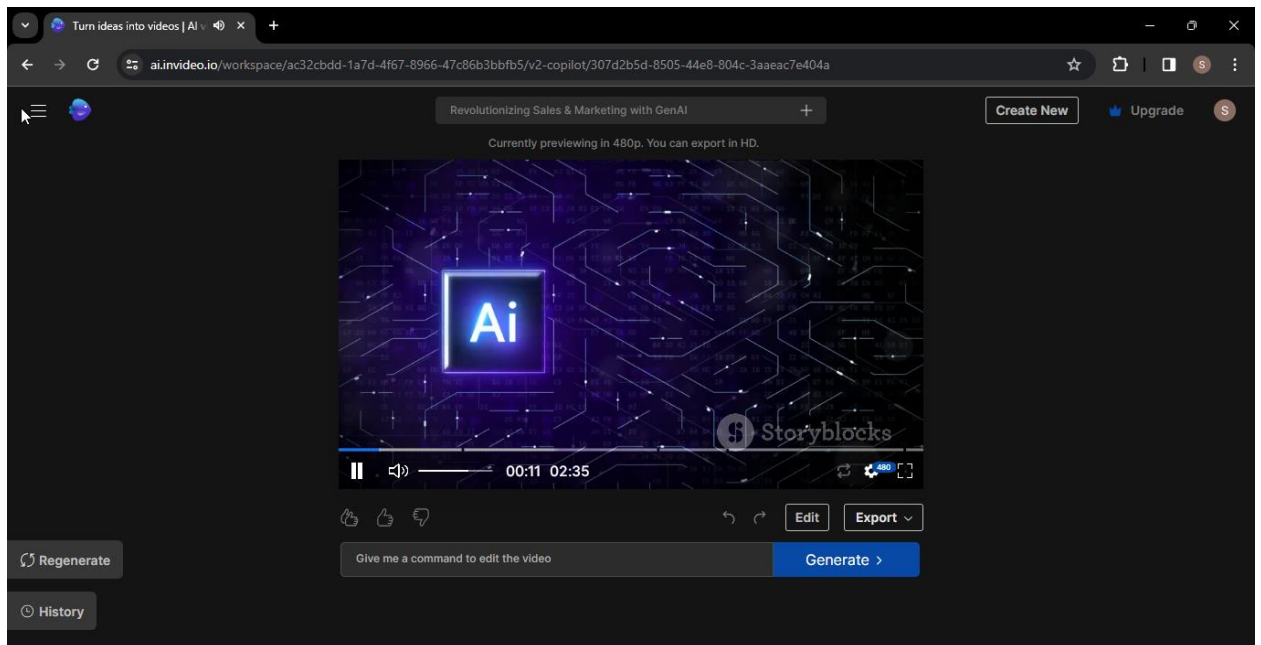 Turn ideas into videos | AI v
ai.invideo.io/workspace/ac32cbdd-1a7d-4f67-8966-47c86b3bbfb5/v2-copilot/307d2b5d-8505-44e8-804c-3aaeac7e404a
S
Revolutionizing Sales & Marketing with GenAI
Create New
Upgrade
S
Currently previewing in 480p. You can export in HD.
Ai
Storyblocks
00:11 02:35
480
Edit
Export
Give me a command to edit the video
Generate >
Regenerate
History